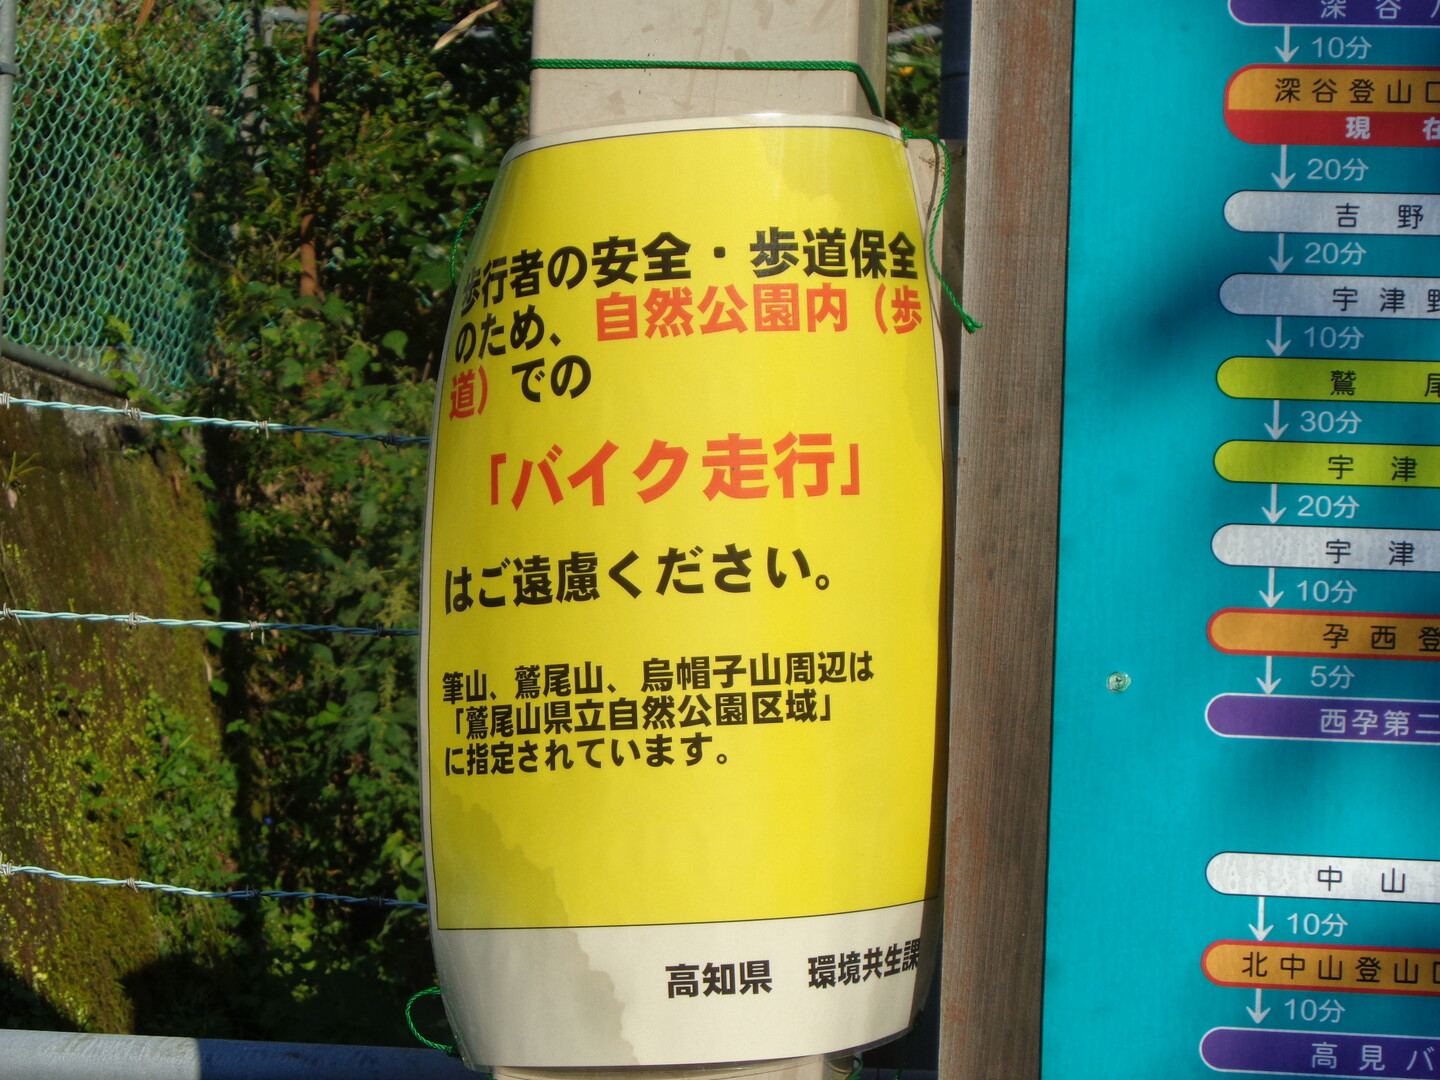 歩行者の安全・歩道保全
のため、自然公園内（歩
道）での
「バイク走行」
はご遠慮ください。
筆山、鷲尾山、烏帽子山周辺は
「鷲尾山県立自然公園区域」
に指定されています。
高知県　環境共生課
深谷
10分
深谷登山口
現在
20分
吉野
20分
宇津野
10分
鷲尾
30分
宇津
20分
宇津
10分
孕西登
5分
西孕第二
中山
10分
北中山登山口
10分
高見バ